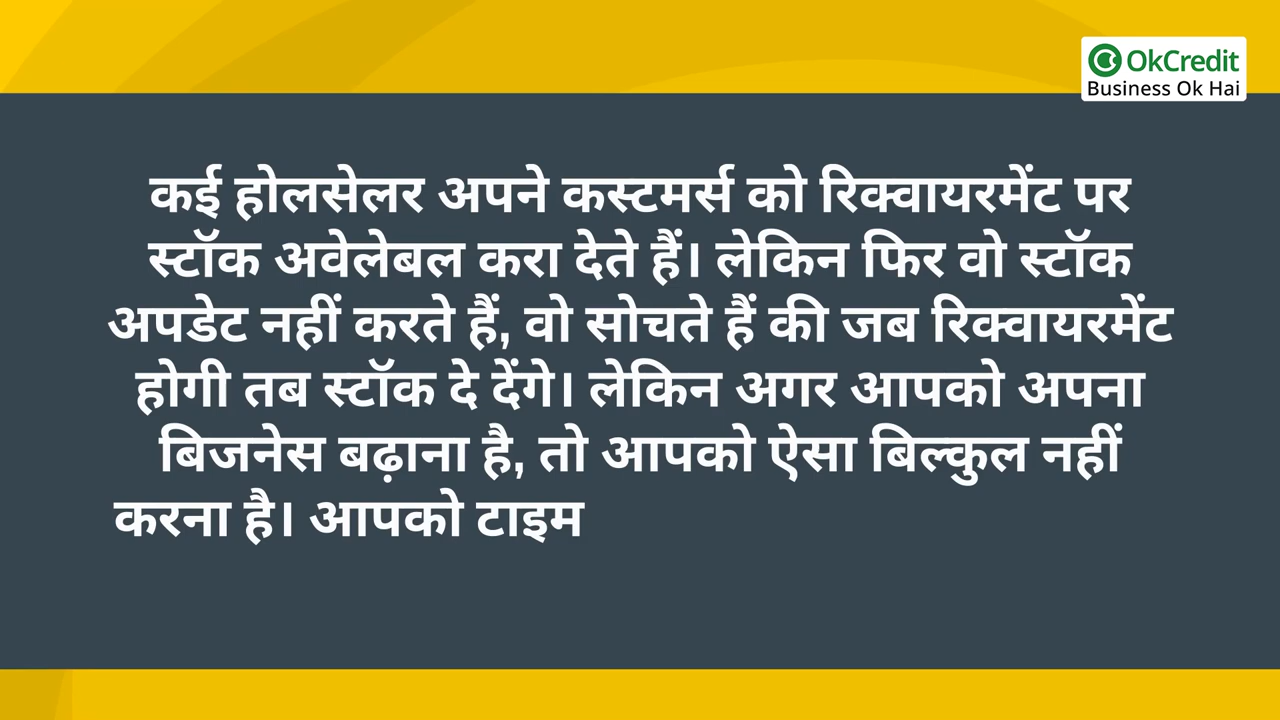 OkCredit
Business Ok Hai
कई होलसेलर अपने कस्टमर्स को रिक्वायरमेंट पर
स्टॉक अवेलेबल करा देते हैं। लेकिन फिर वो स्टॉक
अपडेट नहीं करते हैं, वो सोचते हैं की जब रिक्वायरमेंट
होगी तब स्टॉक दे देंगे। लेकिन अगर आपको अपना
बिजनेस बढ़ाना है, तो आपको ऐसा बिल्कुल नहीं
करना है। आपको टाइम